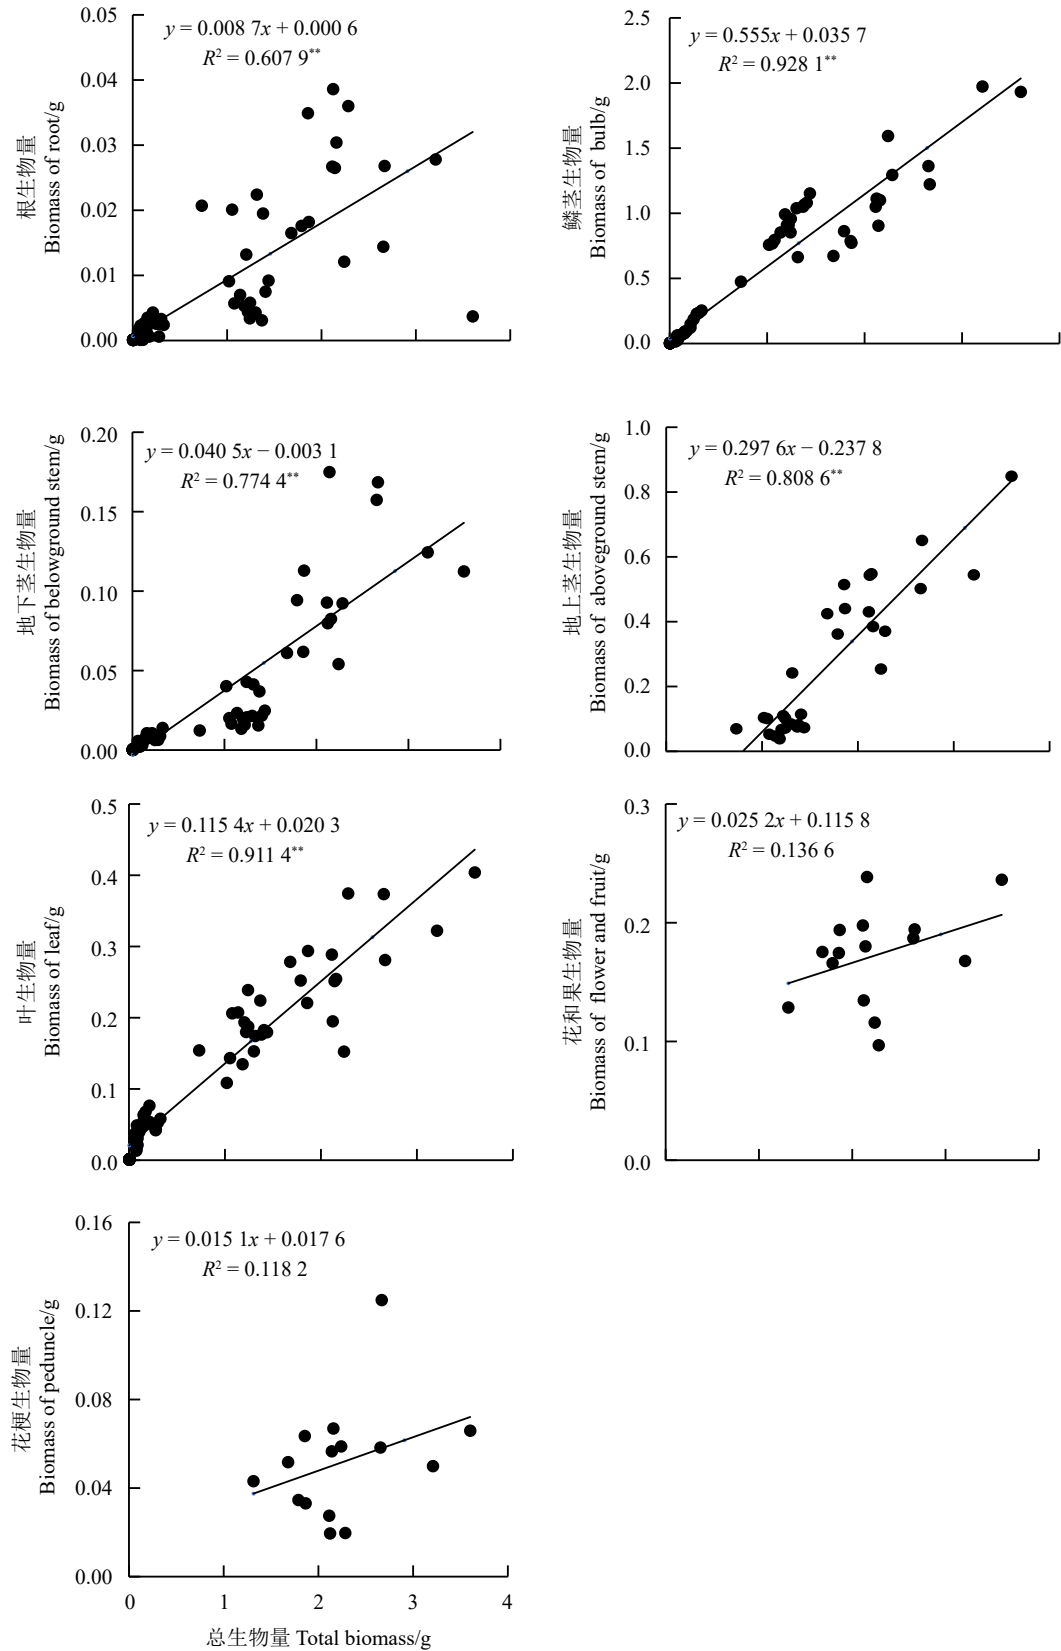 y = 0.008 7x + 0.000 6
R² = 0.607 9**
0.05
0.04
0.03
0.02
0.01
0.00
根生物量
Biomass of root/g
y = 0.555x + 0.035 7
R² = 0.928 1**
2.5
2.0
1.5
1.0
0.5
0.0
鳞茎生物量
Biomass of bulb/g
y = 0.040 5x − 0.003 1
R² = 0.774 4**
0.20
0.15
0.10
0.05
0.00
地下茎生物量
Biomass of belowground stem/g
y = 0.297 6x − 0.237 8
R² = 0.808 6**
1.0
0.8
0.6
0.4
0.2
0.0
地上茎生物量
Biomass of aboveground stem/g
y = 0.115 4x + 0.020 3
R² = 0.911 4**
0.5
0.4
0.3
0.2
0.1
0.0
叶生物量
Biomass of leaf/g
y = 0.025 2x + 0.115 8
R² = 0.136 6
0.3
0.2
0.1
0.0
花和果生物量
Biomass of flower and fruit/g
y = 0.015 1x + 0.017 6
R² = 0.118 2
0.16
0.12
0.08
0.04
0.00
花梗生物量
Biomass of peduncle/g
0 1 2 3 4
总生物量 Total biomass/g